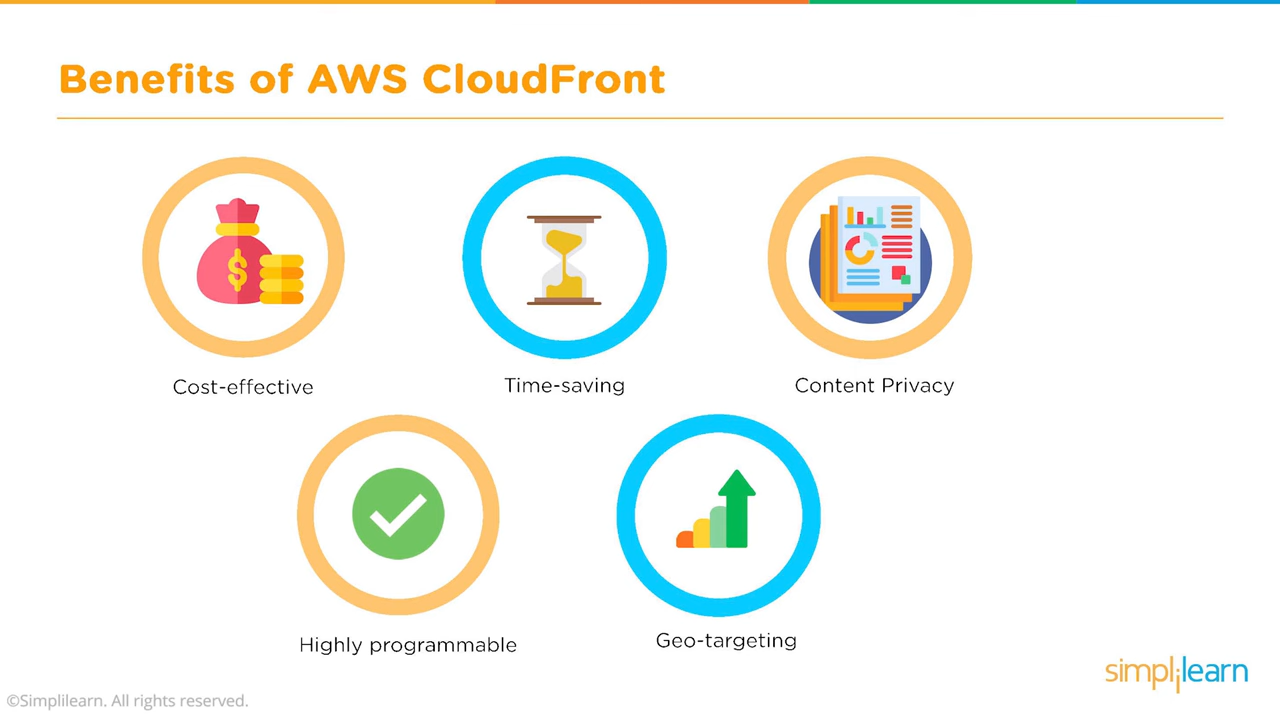 Benefits of AWS CloudFront
$
Cost-effective
Time-saving
Content Privacy
Highly programmable
Geo-targeting
simplilearn
©Simplilearn. All rights reserved.